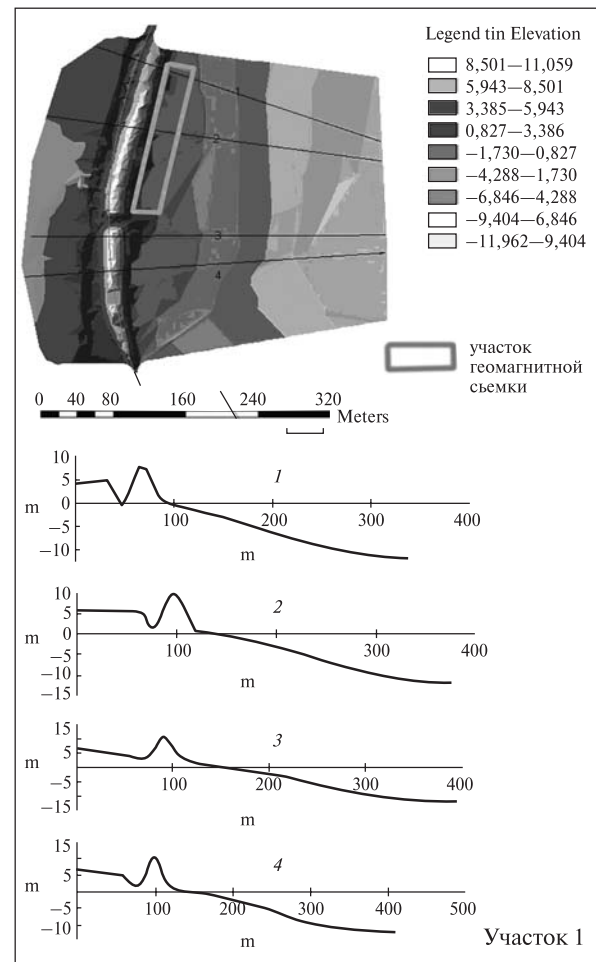 Legend tin Elevation
8,501—11,059
5,943—8,501
3,385—5,943
0,827—3,386
−1,730—0,827
−4,288—1,730
−6,846—4,288
−9,404—6,846
−11,962—9,404
1
2
3
4
участок
геомагнитной
сьемки
0 40 80 160 240 320
Meters
10
5
m 0
−5
−10
1
100 200 300 400
m
10
5
m 0
−5
−10
−15
2
100 300 400
m
15
5
m
−5
−15
3
100 200 300 400
m
15
5
m
−5
−10
4
100 200 300 400 500
m
Участок 1